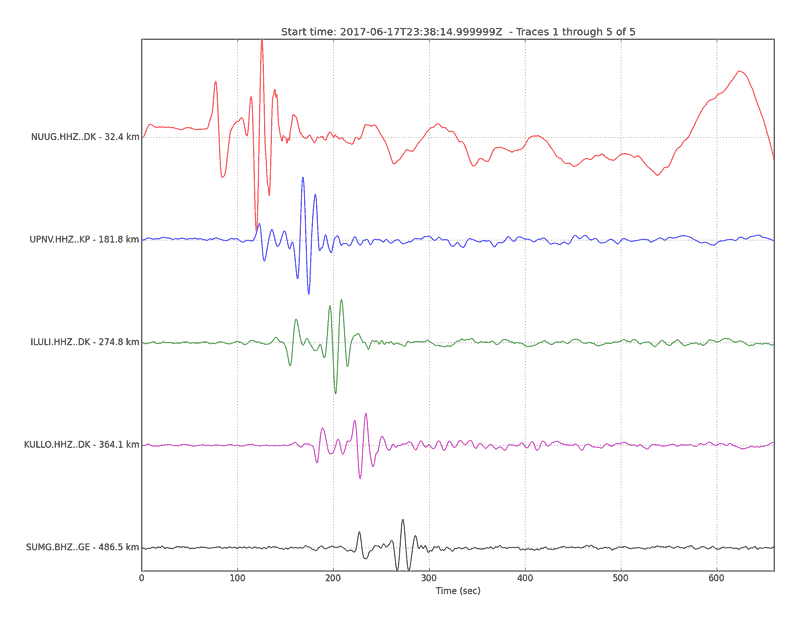 Start time: 2017-06-17T23:38:14.999999Z - Traces 1 through 5 of 5
NUUG.HHZ..DK - 32.4 km
UPNV.HHZ..KP - 181.8 km
ILULI.HHZ..DK - 274.8 km
KULLO.HHZ..DK - 364.1 km
SUMG.BHZ..GE - 486.5 km
0 100 200 300 400 500 600
Time (sec)